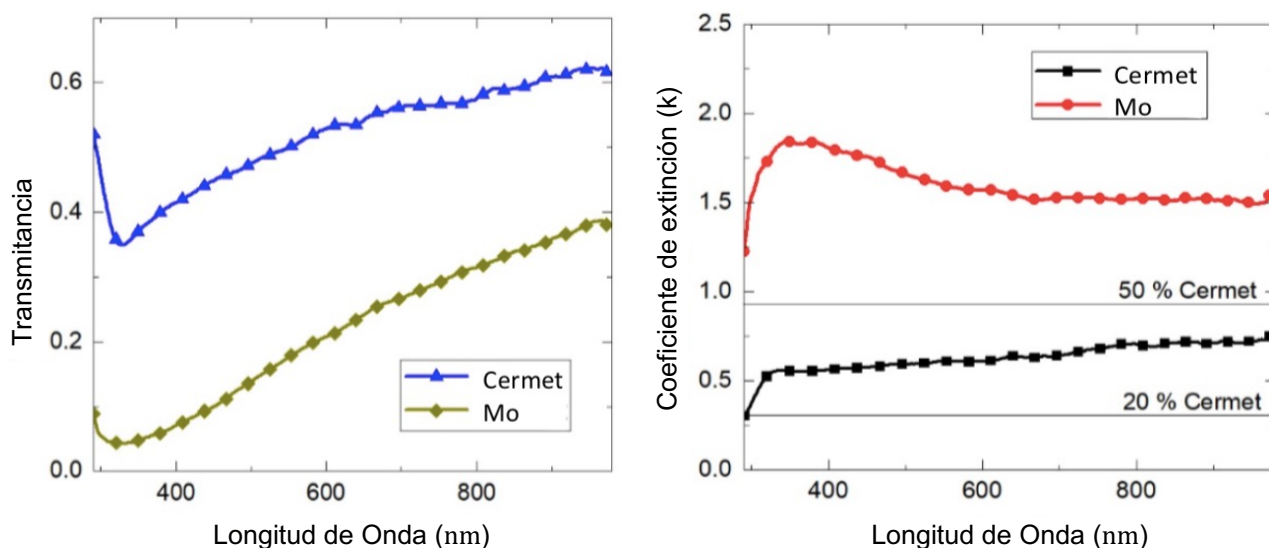 Transmitancia
0.6
0.4
0.2
0.0
400
600
800
Longitud de Onda (nm)
Cermet
Mo
Coeficiente de extinción (k)
2.5
2.0
1.5
1.0
0.5
0.0
400
600
800
Longitud de Onda (nm)
Cermet
Mo
50 % Cermet
20 % Cermet